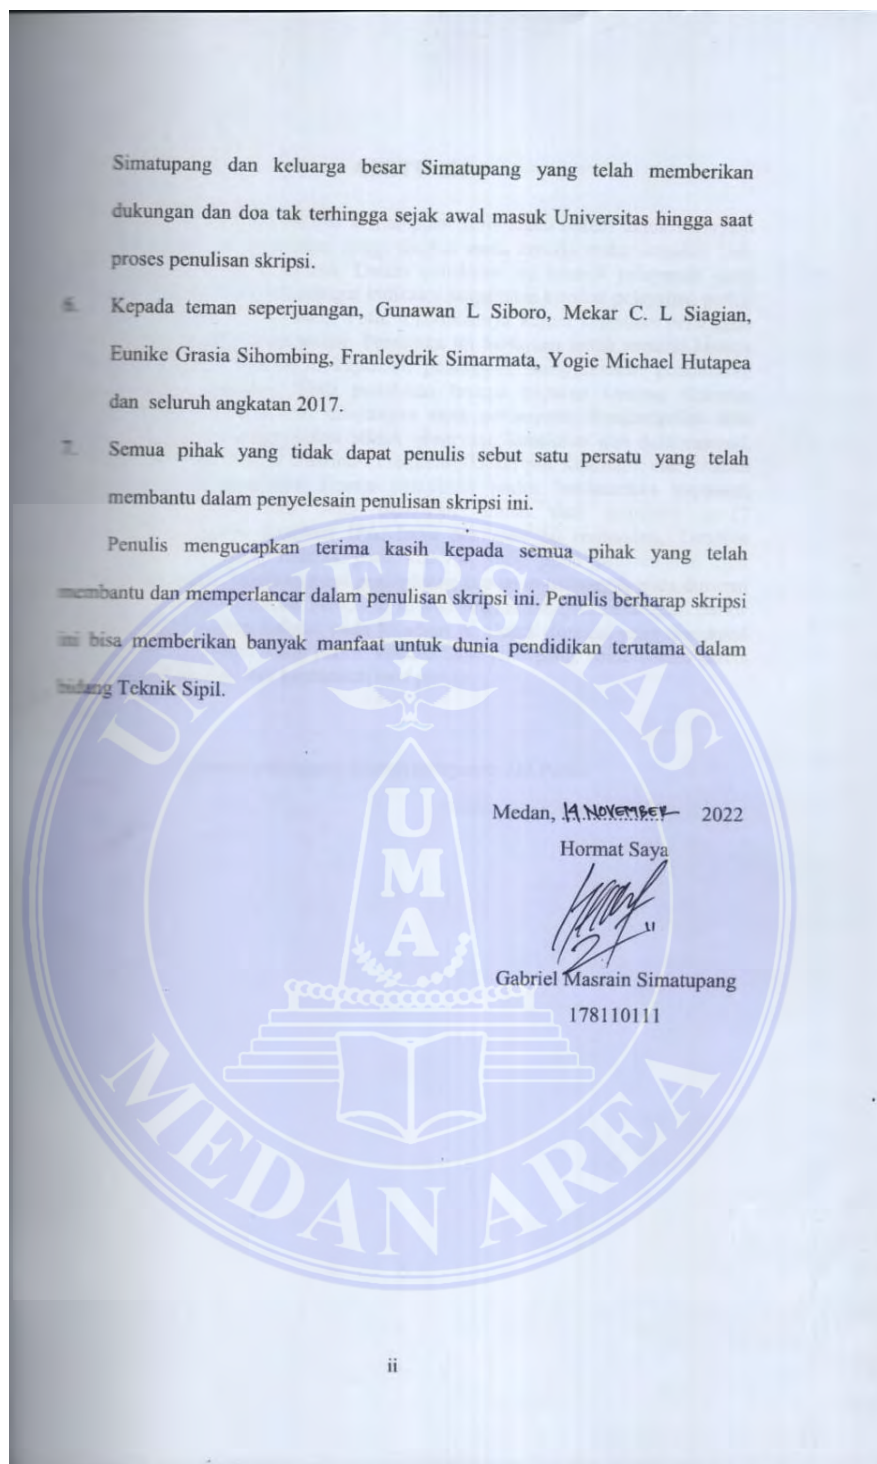 Simatupang dan keluarga besar Simatupang yang telah memberikan
dukungan dan doa tak terhingga sejak awal masuk Universitas hingga saat
proses penulisan skripsi.
6. Kepada teman seperjuangan, Gunawan L Siboro, Mekar C. L Siagian,
Eunike Grasia Sihombing, Franleydrik Simarmata, Yogie Michael Hutapea
dan seluruh angkatan 2017.
7. Semua pihak yang tidak dapat penulis sebut satu persatu yang telah
membantu dalam penyelesain penulisan skripsi ini.
Penulis mengucapkan terima kasih kepada semua pihak yang telah
membantu dan memperlancar dalam penulisan skripsi ini. Penulis berharap skripsi
ini bisa memberikan banyak manfaat untuk dunia pendidikan terutama dalam
bidang Teknik Sipil.
UNIVERSITAS
UMA
MEDAN AREA
Medan, 19 NOVEMBER 2022
Hormat Saya
Gabriel Masrain Simatupang
178110111
ii